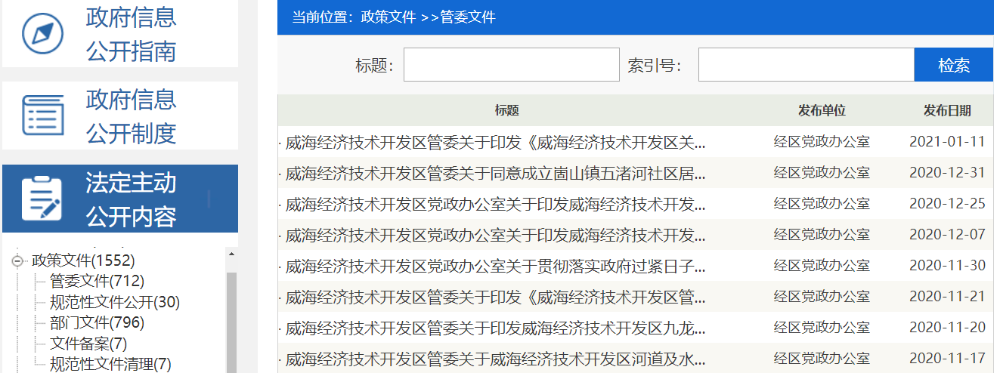 政府信息
公开指南
政府信息
公开制度
法定主动
公开内容
政策文件(1552)
管委文件(712)
规范性文件公开(30)
部门文件(796)
文件备案(7)
规范性文件清理(7)
当前位置：政策文件 >>管委文件
标题： 索引号： 检索
标题 发布单位 发布日期
· 威海经济技术开发区管委关于印发《威海经济技术开发区关... 经区党政办公室 2021-01-11
· 威海经济技术开发区管委关于同意成立崮山镇五渚河社区居... 经区党政办公室 2020-12-31
· 威海经济技术开发区党政办公室关于印发威海经济技术开发... 经区党政办公室 2020-12-25
· 威海经济技术开发区党政办公室关于印发威海经济技术开发... 经区党政办公室 2020-12-07
· 威海经济技术开发区党政办公室关于贯彻落实政府过紧日子... 经区党政办公室 2020-11-30
· 威海经济技术开发区管委关于印发《威海经济技术开发区管... 经区党政办公室 2020-11-21
· 威海经济技术开发区管委关于印发威海经济技术开发区九龙... 经区党政办公室 2020-11-20
· 威海经济技术开发区管委关于威海经济技术开发区河道及水... 经区党政办公室 2020-11-17